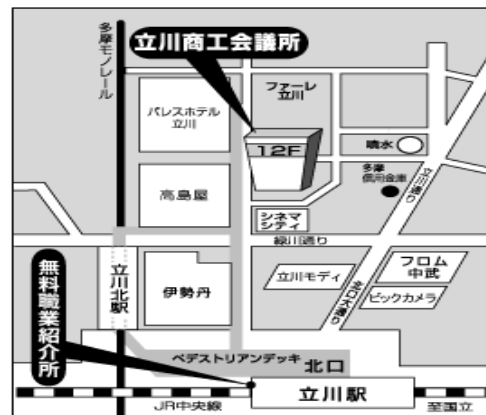 多摩モノレール
立川商工会議所
ファーレ
立川
パレスホテル
立川
12F
噴水
多摩
信用金庫
立川通り
高島屋
シネマ
シティ
緑川通り
立川北駅
伊勢丹
立川モディ
北口大通り
フロム
中武
ビックカメラ
無料職業紹介所
ペデストリアンデッキ
北口
立川駅
JR中央線
至国立